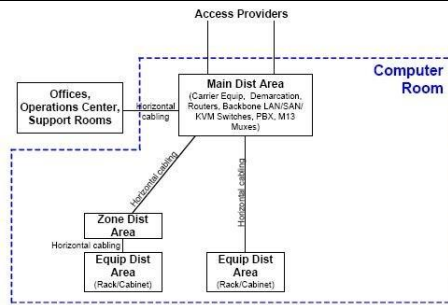 Access Providers
Computer
Room
Main Dist Area
(Carrier Equip, Demarcation,
Routers, Backbone LAN/SAN/
KVM Switches, PBX, M13
Muxes)
Offices,
Operations Center,
Support Rooms
Horizontal
cabling
Horizontal cabling
Horizontal cabling
Zone Dist
Area
Horizontal cabling
Equip Dist
Area
(Rack/Cabinet)
Equip Dist
Area
(Rack/Cabinet)